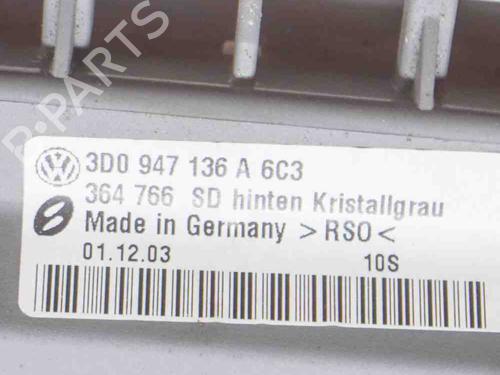 B-PARTS
3D0 947 136 A 6C3
364 766 SD hinten Kristallgrau
Made in Germany >RSO<
01.12.03 10S